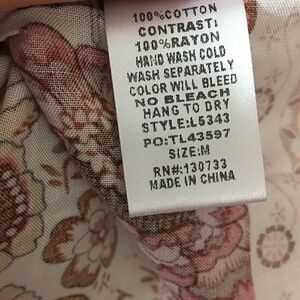 100%COTTON
CONTRAST:
100%RAYON
HAND WASH COLD
WASH SEPARATELY
COLOR WILL BLEED
NO BLEACH
HANG TO DRY
STYLE:L5343
PO:TL43597
SIZE:M
RN#:130733
MADE IN CHINA